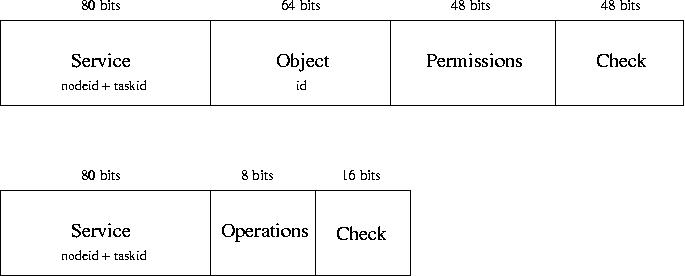 80 bits 64 bits 48 bits 48 bits
Service Object Permissions Check
nodeid + taskid id
80 bits 8 bits 16 bits
Service Operations Check
nodeid + taskid